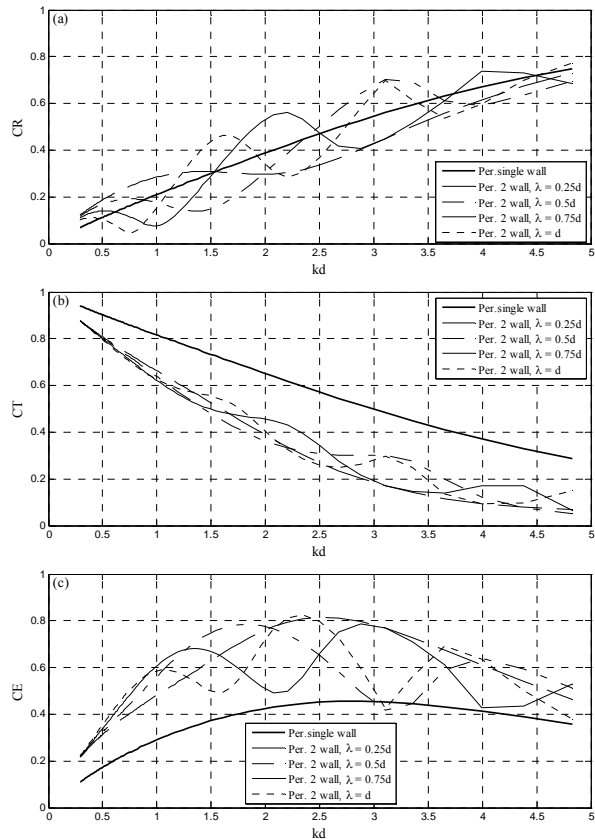 (a)
1
0.8
0.6
0.4
0.2
0
CR
0 0.5 1 1.5 2 2.5 3 3.5 4 4.5 5
kd
Per.single wall
Per. 2 wall, λ = 0.25d
Per. 2 wall, λ = 0.5d
Per. 2 wall, λ = 0.75d
Per. 2 wall, λ = d
(b)
1
0.8
0.6
0.4
0.2
0
CT
0 0.5 1 1.5 2 2.5 3 3.5 4 4.5 5
kd
Per.single wall
Per. 2 wall, λ = 0.25d
Per. 2 wall, λ = 0.5d
Per. 2 wall, λ = 0.75d
Per. 2 wall, λ = d
(c)
1
0.8
0.6
0.4
0.2
0
CE
0 0.5 1 1.5 2 2.5 3 3.5 4 4.5 5
kd
Per.single wall
Per. 2 wall, λ = 0.25d
Per. 2 wall, λ = 0.5d
Per. 2 wall, λ = 0.75d
Per. 2 wall, λ = d